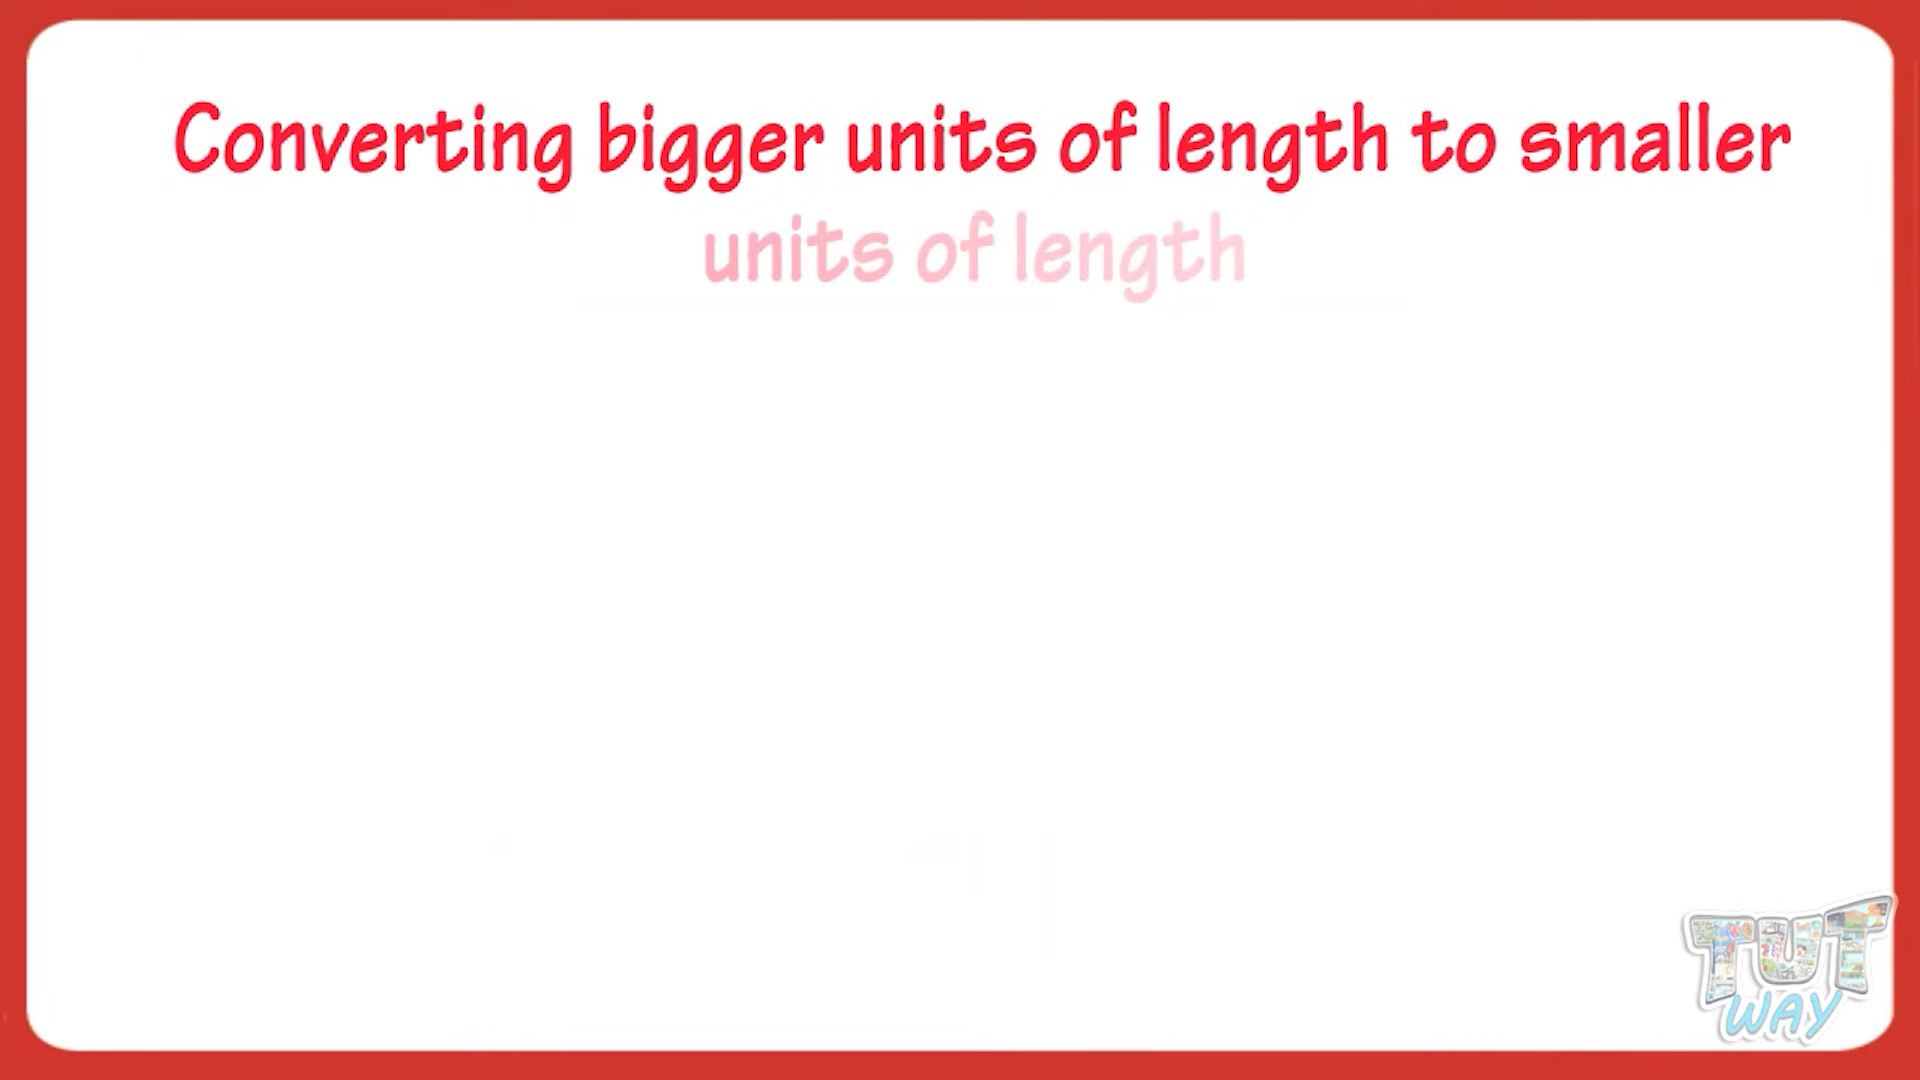 Converting bigger units of length to smaller
units of length
TUT
WAY